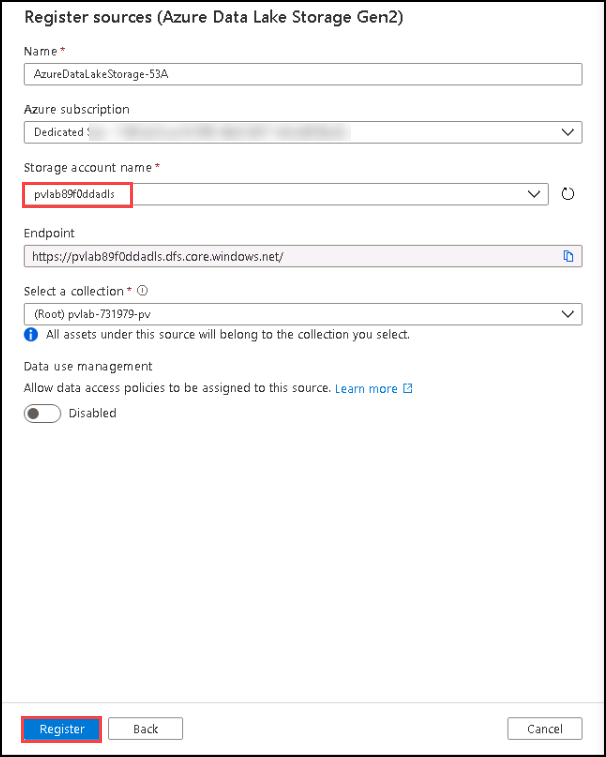 Register sources (Azure Data Lake Storage Gen2)
Name *
AzureDataLakeStorage-53A
Azure subscription
Dedicated
Storage account name *
pvlab89f0ddadls
Endpoint
https://pvlab89f0ddadls.dfs.core.windows.net/
Select a collection *
(Root) pvlab-731979-pv
All assets under this source will belong to the collection you select.
Data use management
Allow data access policies to be assigned to this source. Learn more
Disabled
Register Back Cancel